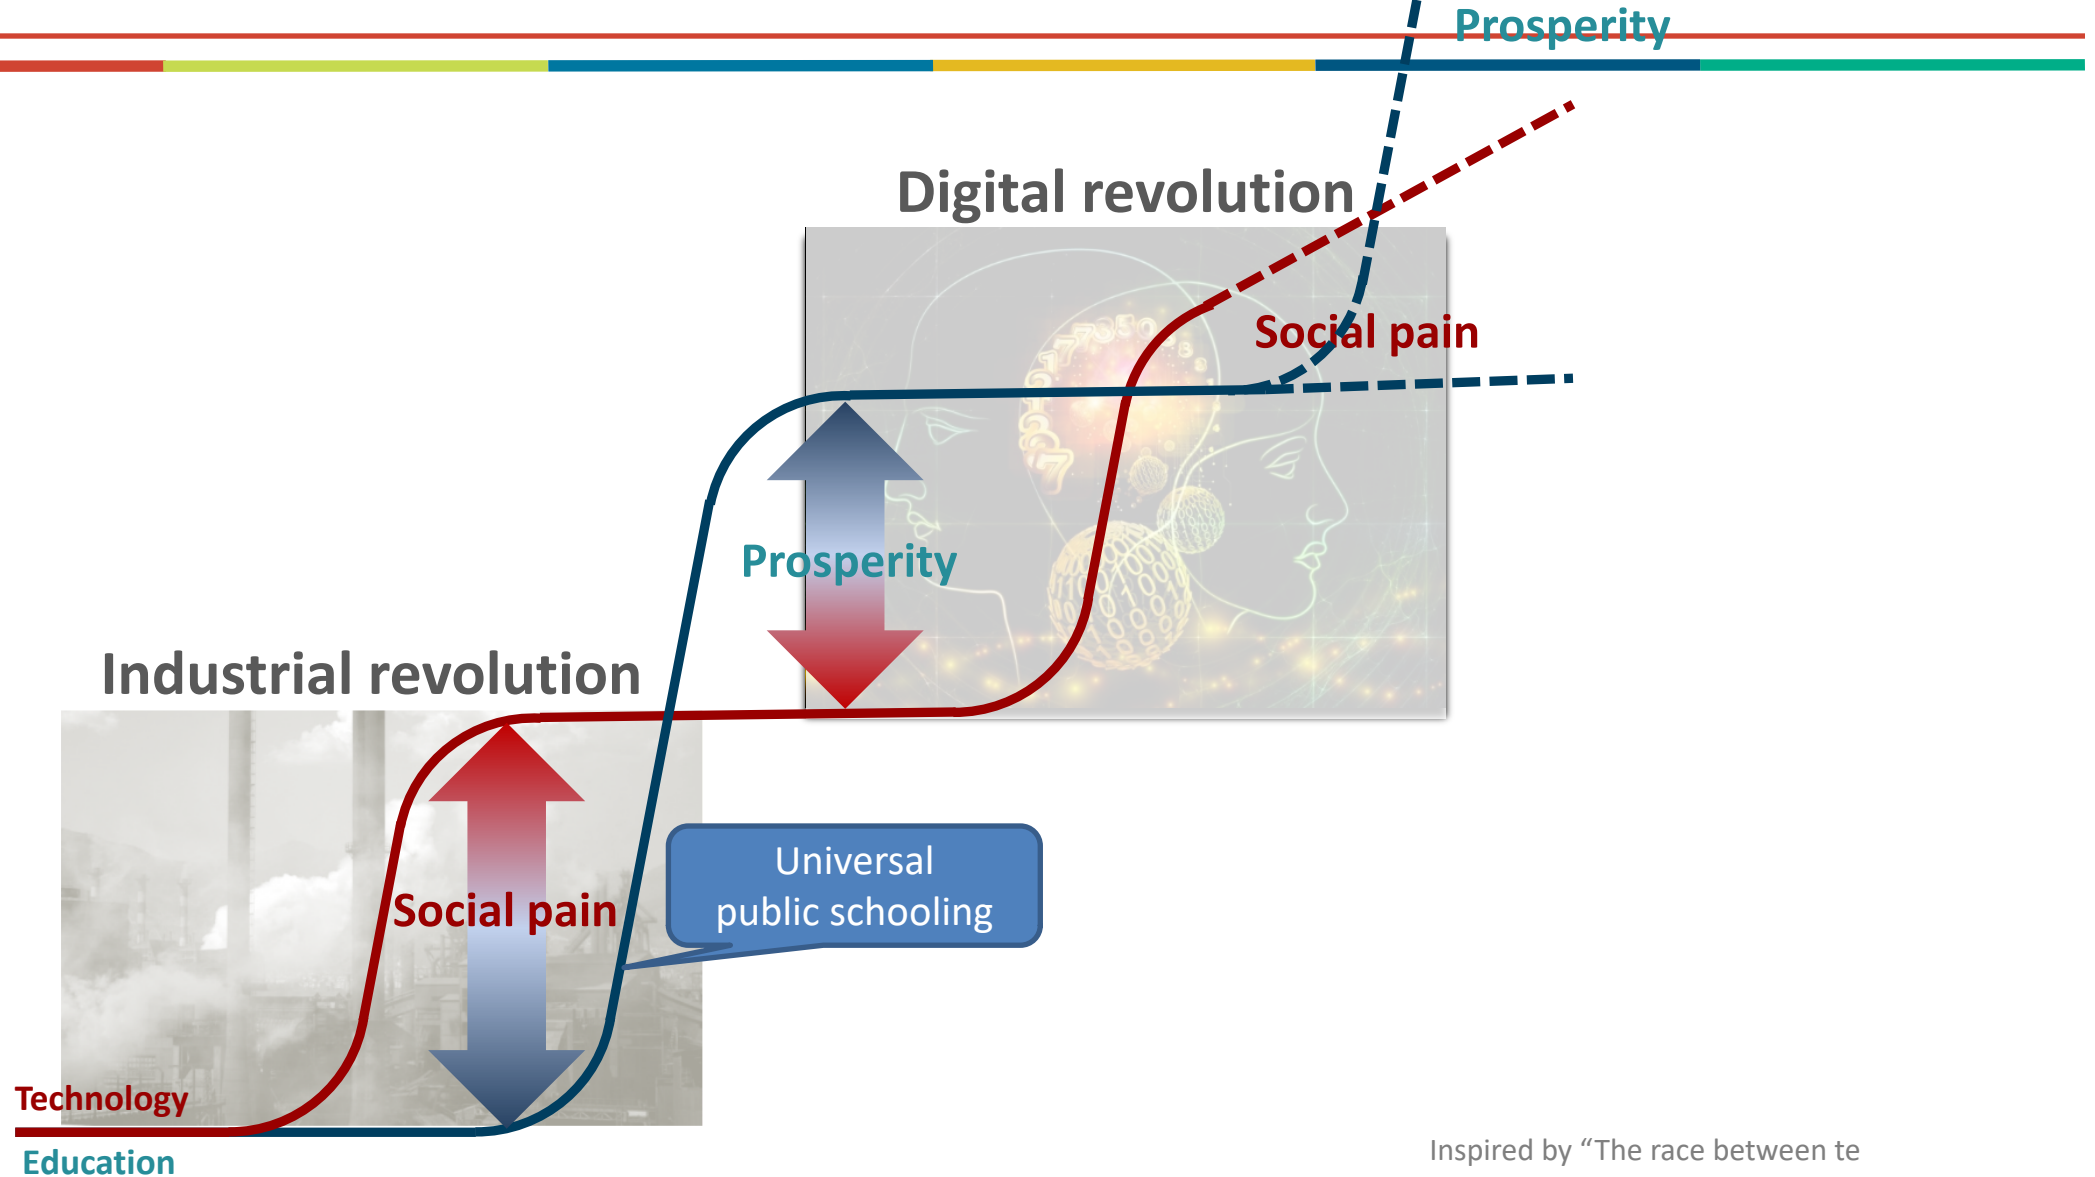 Prosperity
Digital revolution
Social pain
Prosperity
Industrial revolution
Universal
public schooling
Social pain
Technology
Education
Inspired by “The race between te